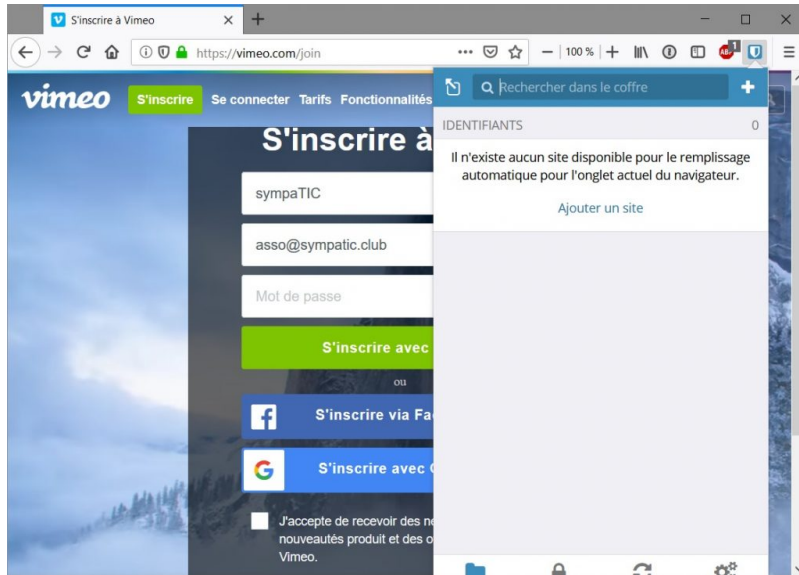 S'inscrire à Vimeo
https://vimeo.com/join
100 %
ABP
1
vimeo
S'inscrire
Se connecter
Tarifs
Fonctionnalités
S'inscrire à
sympaTIC
asso@sympatic.club
Mot de passe
S'inscrire avec
ou
S'inscrire via Fa
S'inscrire avec
J'accepte de recevoir des
nouveautés produit et des o
Vimeo.
Rechercher dans le coffre
IDENTIFIANTS
0
Il n'existe aucun site disponible pour le remplissage
automatique pour l'onglet actuel du navigateur.
Ajouter un site